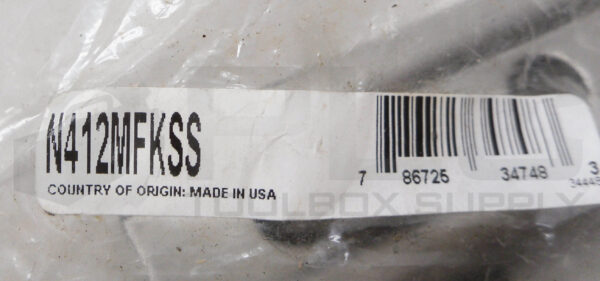 N412MFKSS
COUNTRY OF ORIGIN: MADE IN USA
7 86725 34748 3
TOOLBOX SUPPLY